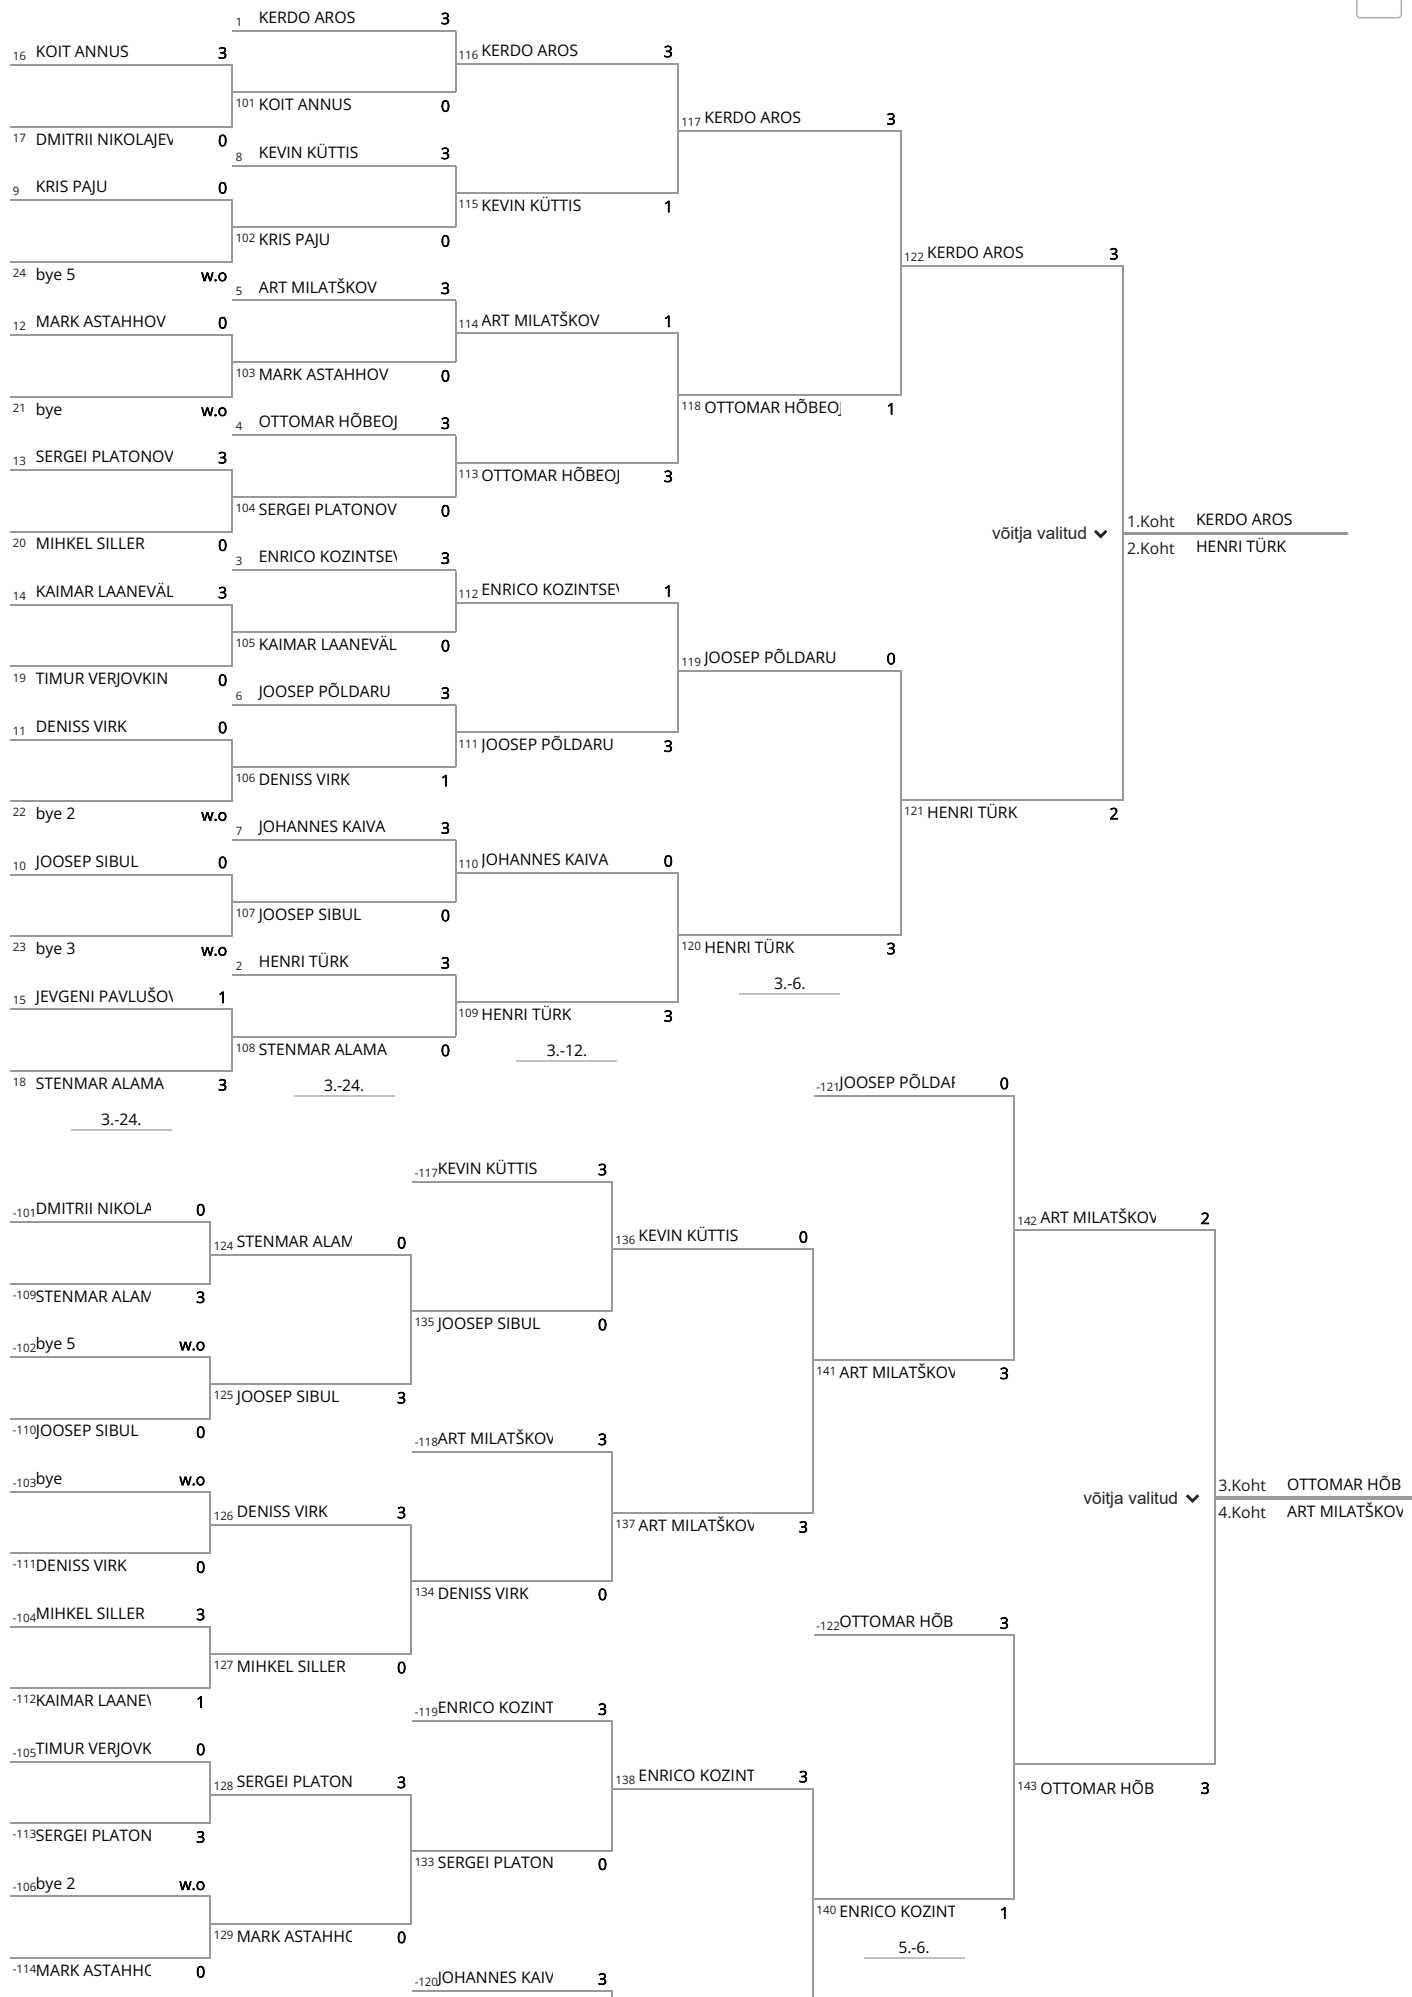 1 KERDO AROS 3
16 KOIT ANNUS 3
116 KERDO AROS 3
101 KOIT ANNUS 0
117 KERDO AROS 3
17 DMITRII NIKOLAJEV 0
8 KEVIN KÜTTIS 3
9 KRIS PAJU 0
115 KEVIN KÜTTIS 1
102 KRIS PAJU 0
122 KERDO AROS 3
24 bye 5 w.o
5 ART MILATŠKOV 3
12 MARK ASTAHHOV 0
114 ART MILATŠKOV 1
103 MARK ASTAHHOV 0
21 bye w.o
118 OTTOMAR HÕBEOJ 1
4 OTTOMAR HÕBEOJ 3
13 SERGEI PLATONOV 3
113 OTTOMAR HÕBEOJ 3
104 SERGEI PLATONOV 0
1.Koht KERDO AROS
võitja valitud
20 MIHKEL SILLER 0
2.Koht HENRI TÜRK
3 ENRICO KOZINTSEV 3
14 KAIMAR LAANEVÄL 3
112 ENRICO KOZINTSEV 1
105 KAIMAR LAANEVÄL 0
119 JOOSEP PÕLDARU 0
19 TIMUR VERJOVKIN 0
6 JOOSEP PÕLDARU 3
11 DENISS VIRK 0
111 JOOSEP PÕLDARU 3
106 DENISS VIRK 1
121 HENRI TÜRK 2
22 bye 2 w.o
7 JOHANNES KAIVA 3
10 JOOSEP SIBUL 0
110 JOHANNES KAIVA 0
107 JOOSEP SIBUL 0
120 HENRI TÜRK 3
23 bye 3 w.o
2 HENRI TÜRK 3
3.-6.
15 JEVGENI PAVLUŠOV 1
109 HENRI TÜRK 3
108 STENMAR ALAMA 0
3.-12.
18 STENMAR ALAMA 3
3.-24.
-121 JOOSEP PÕLDAF 0
3.-24.
-117 KEVIN KÜTTIS 3
-101 DMITRII NIKOLA 0
142 ART MILATŠKOV 2
124 STENMAR ALAM 0
136 KEVIN KÜTTIS 0
-109 STENMAR ALAM 3
135 JOOSEP SIBUL 0
-102 bye 5 w.o
141 ART MILATŠKOV 3
125 JOOSEP SIBUL 3
-110 JOOSEP SIBUL 0
-118 ART MILATŠKOV 3
-103 bye w.o
3.Koht OTTOMAR HÕB
võitja valitud
126 DENISS VIRK 3
4.Koht ART MILATŠKOV
137 ART MILATŠKOV 3
-111 DENISS VIRK 0
134 DENISS VIRK 0
-104 MIHKEL SILLER 3
-122 OTTOMAR HÕB 3
127 MIHKEL SILLER 0
-112 KAIMAR LAANEV 1
-119 ENRICO KOZINT 3
-105 TIMUR VERJOVK 0
138 ENRICO KOZINT 3
128 SERGEI PLATON 3
143 OTTOMAR HÕB 3
-113 SERGEI PLATON 3
133 SERGEI PLATON 0
-106 bye 2 w.o
140 ENRICO KOZINT 1
129 MARK ASTAHHC 0
5.-6.
-114 MARK ASTAHHC 0
-120 JOHANNES KAIV 3